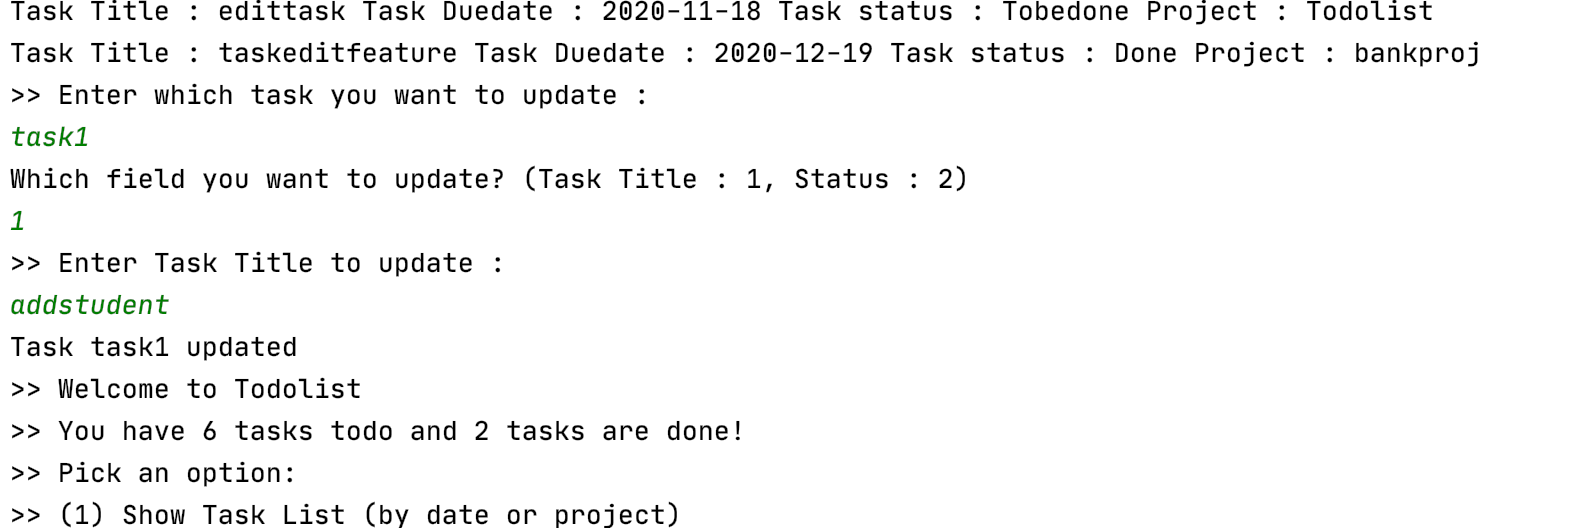 Task Title : edittask Task Duedate : 2020-11-18 Task status : Tobedone Project : Todolist
Task Title : taskeditfeature Task Duedate : 2020-12-19 Task status : Done Project : bankproj
>> Enter which task you want to update :
task1
Which field you want to update? (Task Title : 1, Status : 2)
1
>> Enter Task Title to update :
addstudent
Task task1 updated
>> Welcome to Todolist
>> You have 6 tasks todo and 2 tasks are done!
>> Pick an option:
>> (1) Show Task List (by date or project)